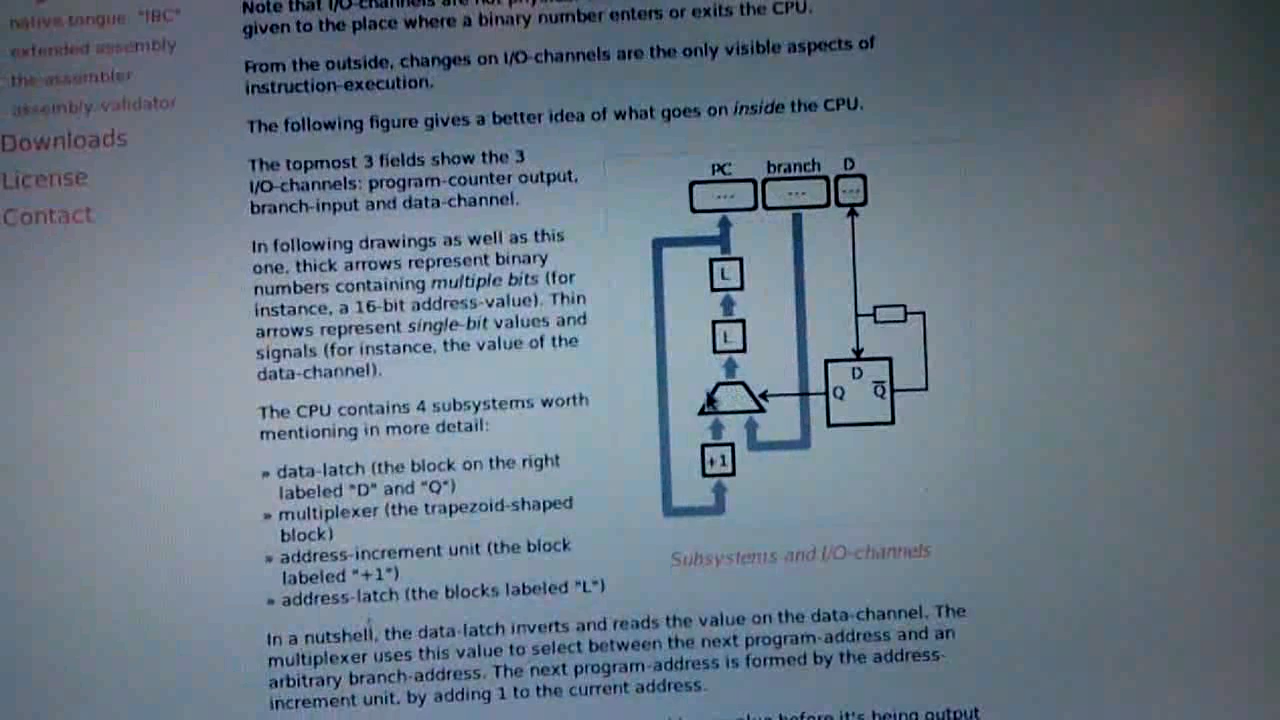 native tongue: "IBC"
extended assembly
the assembler
assembly-validator
Downloads
License
Contact
Note that I/O-channels are not
given to the place where a binary number enters or exits the CPU.
From the outside, changes on I/O-channels are the only visible aspects of
instruction-execution.
The following figure gives a better idea of what goes on inside the CPU.
The topmost 3 fields show the 3
I/O-channels: program-counter output,
branch-input and data-channel.
In following drawings as well as this
one, thick arrows represent binary
numbers containing multiple bits (for
instance, a 16-bit address-value). Thin
arrows represent single-bit values and
signals (for instance, the value of the
data-channel).
The CPU contains 4 subsystems worth
mentioning in more detail:
» data-latch (the block on the right
labeled "D" and "Q")
» multiplexer (the trapezoid-shaped
block)
» address-increment unit (the block
labeled "+1")
» address-latch (the blocks labeled "L")
PC branch D
... ... ...
L
L
D
Q Q
+1
Subsystems and I/O-channels
In a nutshell, the data-latch inverts and reads the value on the data-channel. The
multiplexer uses this value to select between the next program-address and an
arbitrary branch-address. The next program-address is formed by the address-
increment unit, by adding 1 to the current address.
before it's being output